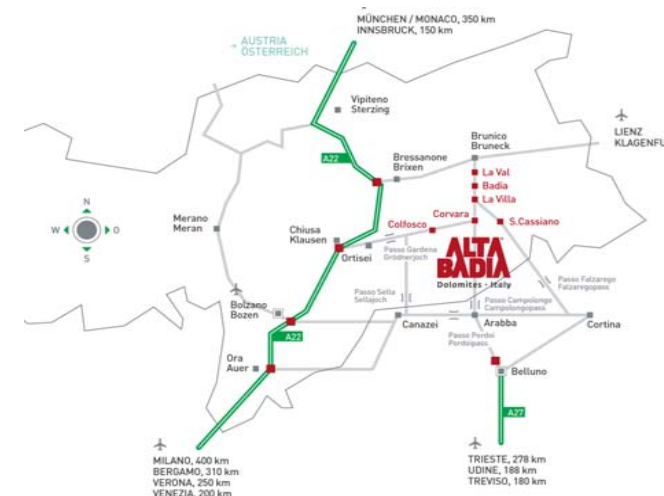 MÜNCHEN / MONACO, 350 km
INNSBRUCK, 150 km
AUSTRIA
ÖSTERREICH
Vipiteno
Sterzing
A22
Brunico
Bruneck
LIENZ
KLAGENFU
Bressanone
Brixen
La Val
Badia
La Villa
N
W
O
S
Merano
Meran
Chiusa
Klausen
Ortisei
Colfosco
Corvara
S.Cassiano
Passo Gardena
Grödnerjoch
ALTA
BADIA
Dolomites - Italy
Passo Falzarego
Falzaregopass
Passo Sella
Sellajoch
Passo Campolongo
Campolongopass
Bolzano
Bozen
Canazei
Arabba
Cortina
A22
Passo Pordoi
Pordoipass
Ora
Auer
Belluno
A27
MILANO, 400 km
BERGAMO, 310 km
VERONA, 250 km
VENEZIA, 200 km
TRIESTE, 278 km
UDINE, 188 km
TREVISO, 180 km